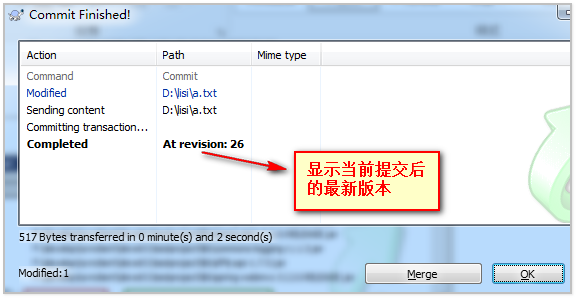 Commit Finished!
Action Path Mime type
Command Commit
Modified D:\lisi\a.txt
Sending content D:\lisi\a.txt
Committing transaction...
Completed At revision: 26
显示当前提交后
的最新版本
517 Bytes transferred in 0 minute(s) and 2 second(s)
Modified:1
Merge
OK